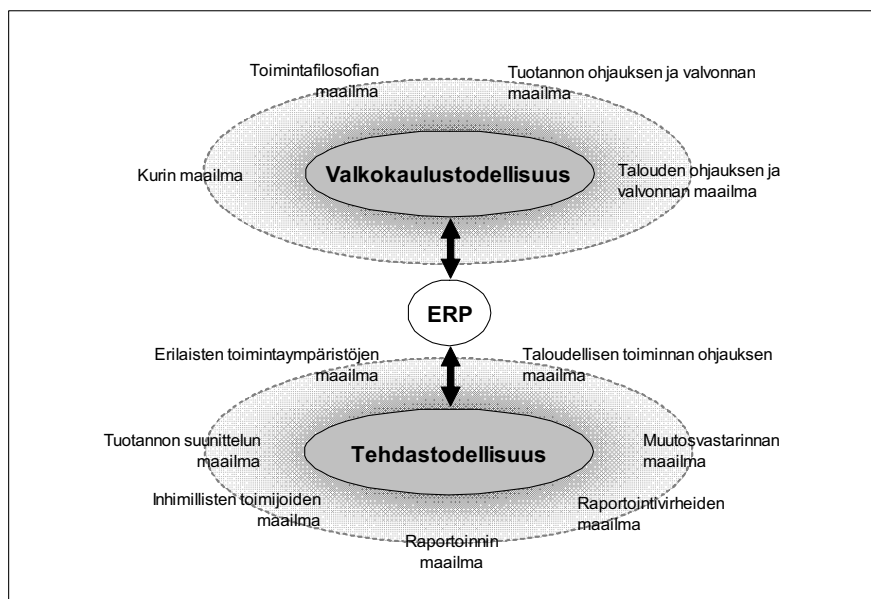 Toimintafilosofian
maailma
Tuotannon ohjauksen ja valvonnan
maailma
Valkokaulustodellisuus
Kurin maailma
Talouden ohjauksen ja
valvonnan maailma
ERP
Erilaisten toimintaympäristöjen
maailma
Taloudellisen toiminnan ohjauksen
maailma
Tuotannon suunnittelun
maailma
Tehdastodellisuus
Muutosvastarinnan
maailma
Inhimillisten toimijoiden
maailma
Raportointivirheiden
maailma
Raportoinnin
maailma